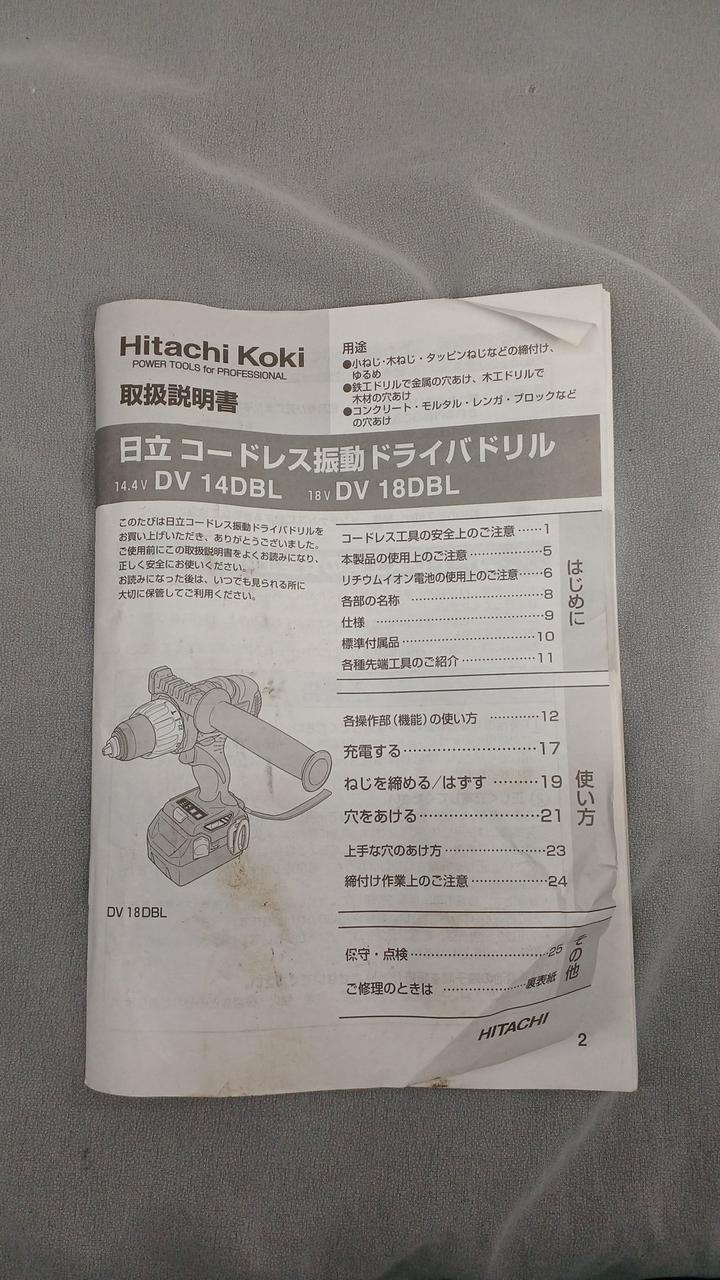 Hitachi Koki
POWER TOOLS for PROFESSIONAL
取扱説明書
用途
●小ねじ・木ねじ・タッピンねじなどの締付け、
ゆるめ
●鉄工ドリルで金属の穴あけ、木工ドリルで
木材の穴あけ
●コンクリート・モルタル・レンガ・ブロックなど
の穴あけ
日立 コードレス振動ドライバドリル
14.4V DV 14DBL 18V DV 18DBL
このたびは日立コードレス振動ドライバドリルを
お買い上げいただき、ありがとうございました。
ご使用前にこの取扱説明書をよくお読みになり、
正しく安全にお使いください。
お読みになった後は、いつでも見られる所に
大切に保管してご利用ください。
DV 18DBL
はじめに
コードレス工具の安全上のご注意……1
本製品の使用上のご注意……5
リチウムイオン電池の使用上のご注意……6
各部の名称……8
仕様……9
標準付属品……10
各種先端工具のご紹介……11
使い方
各操作部(機能)の使い方……12
充電する……17
ねじを締める/はずす……19
穴をあける……21
上手な穴のあけ方……23
締付け作業上のご注意……24
その他
保守・点検……25
ご修理のときは……裏表紙
HITACHI
2